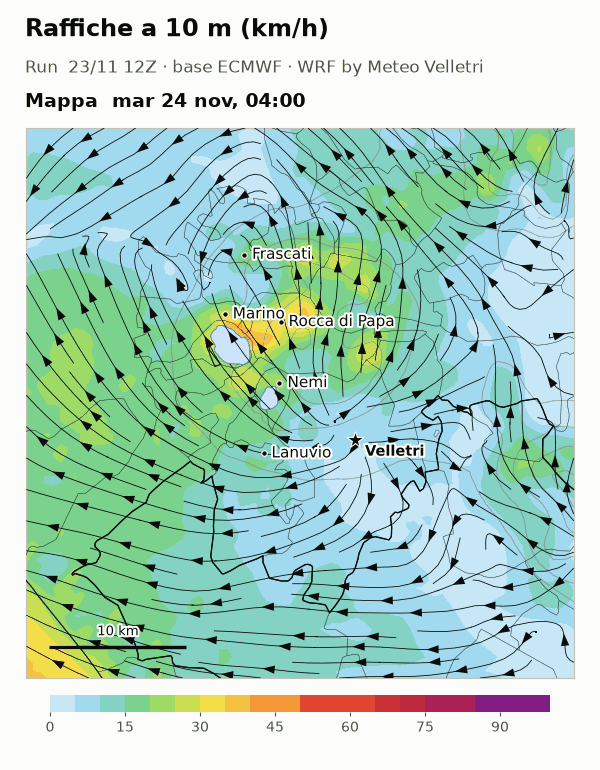 Raffiche a 10 m (km/h)
Run  23/11 12Z · base ECMWF · WRF by Meteo Velletri
Mappa  mar 24 nov, 04:00
Frascati
Marino
Rocca di Papa
Nemi
Velletri
Lanuvio
10 km
0 15 30 45 60 75 90